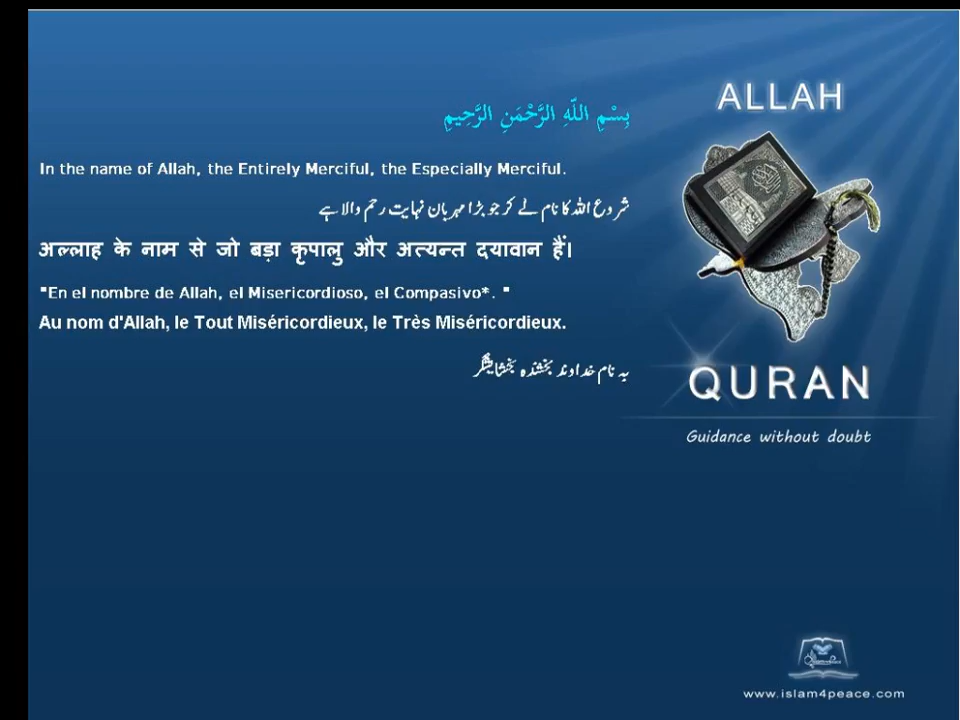 بِسْمِ اللَّهِ الرَّحْمَنِ الرَّحِيمِ
In the name of Allah, the Entirely Merciful, the Especially Merciful.
شروع اللہ کا نام لے کر جو بڑا مہربان نہایت رحم والا ہے
अल्लाह के नाम से जो बड़ा कृपालु और अत्यन्त दयावान हैं।
"En el nombre de Allah, el Misericordioso, el Compasivo*. "
Au nom d'Allah, le Tout Miséricordieux, le Très Miséricordieux.
به نام خداوند بخشنده بخشایشگر
ALLAH
QURAN
Guidance without doubt
www.islam4peace.com